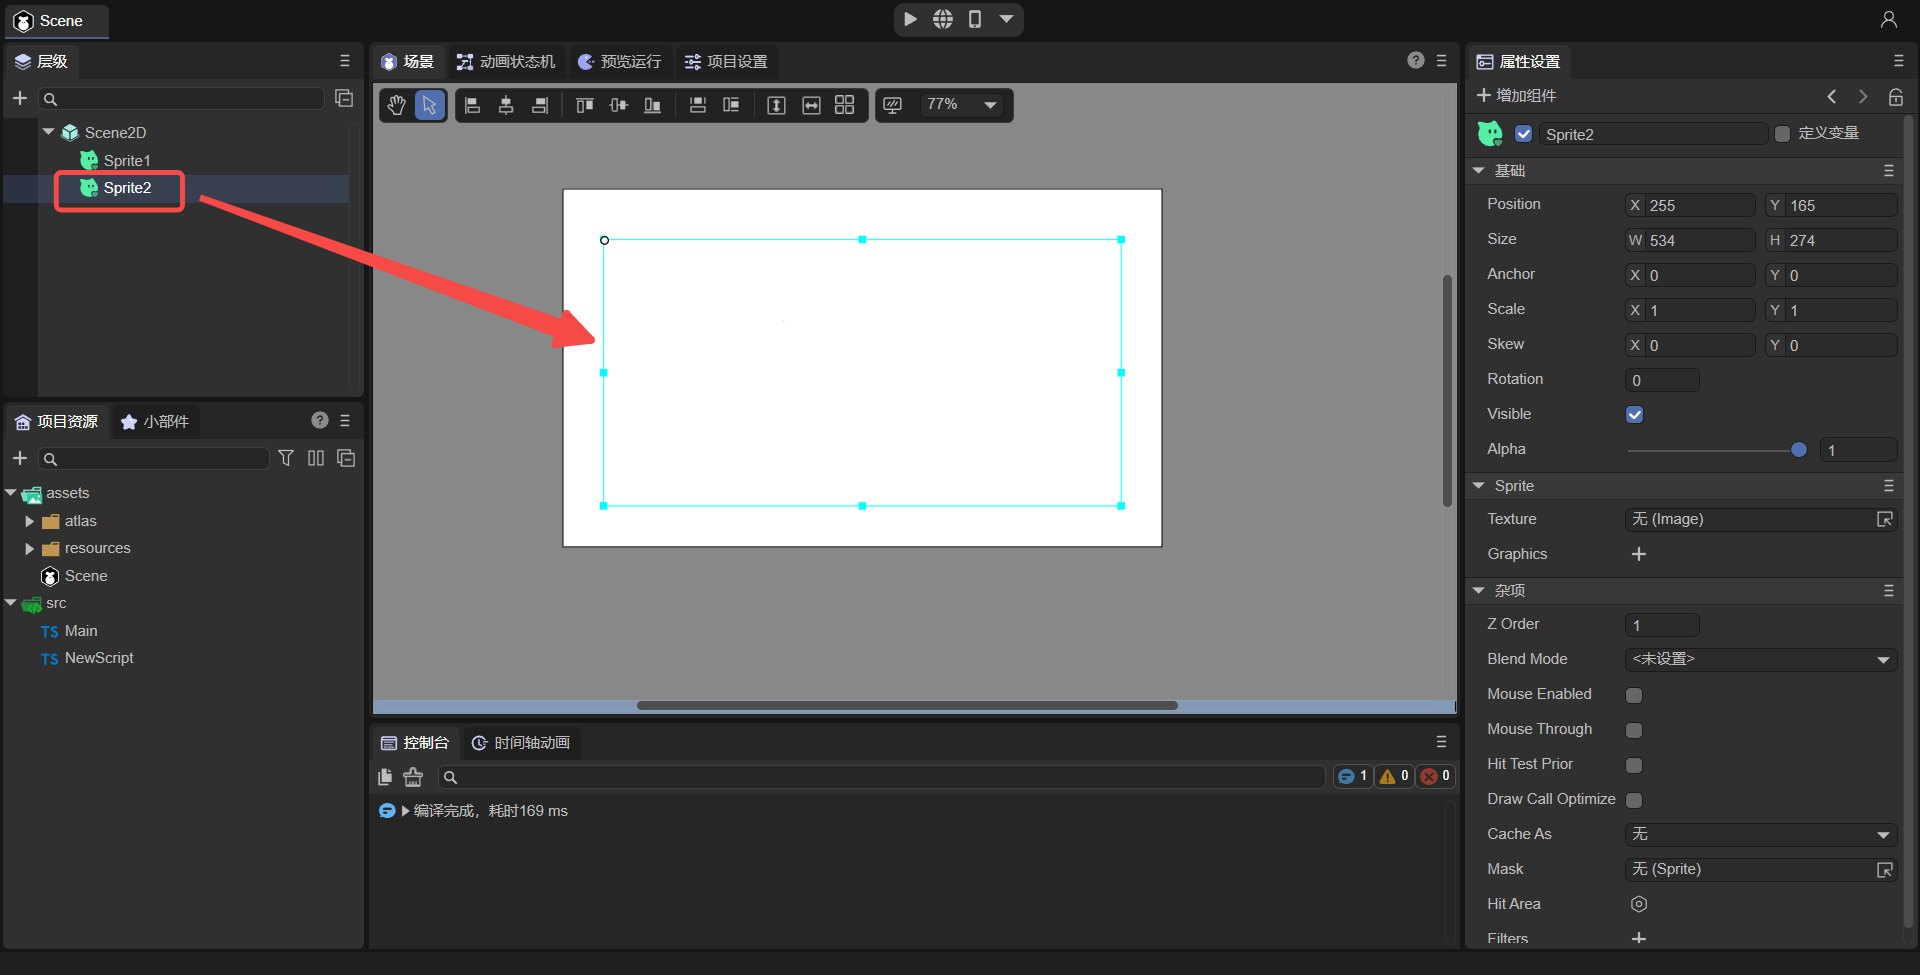 Scene
层级
Scene2D
Sprite1
Sprite2
项目资源
小部件
assets
atlas
resources
Scene
src
TS Main
TS NewScript
场景
动画状态机
预览运行
项目设置
77%
控制台
时间轴动画
1
0
0
编译完成，耗时169 ms
属性设置
增加组件
Sprite2
定义变量
基础
Position X 255 Y 165
Size W 534 H 274
Anchor X 0 Y 0
Scale X 1 Y 1
Skew X 0 Y 0
Rotation 0
Visible
Alpha 1
Sprite
Texture 无 (Image)
Graphics
杂项
Z Order 1
Blend Mode <未设置>
Mouse Enabled
Mouse Through
Hit Test Prior
Draw Call Optimize
Cache As 无
Mask 无 (Sprite)
Hit Area
Filters